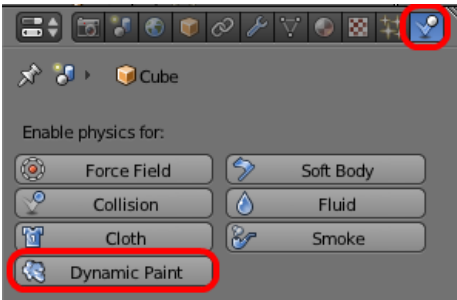 Cube
Enable physics for:
Force Field
Soft Body
Collision
Fluid
Cloth
Smoke
Dynamic Paint